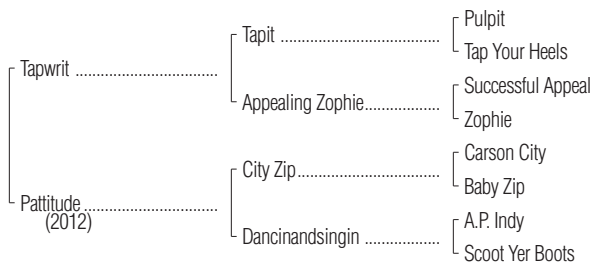 Pulpit
Tapit ........................................
Tap Your Heels
Tapwrit ....................................
Successful Appeal
Appealing Zophie...................
Zophie
Carson City
City Zip....................................
Baby Zip
Pattitude ..................................
(2012)
A.P. Indy
Dancinandsingin ...................
Scoot Yer Boots